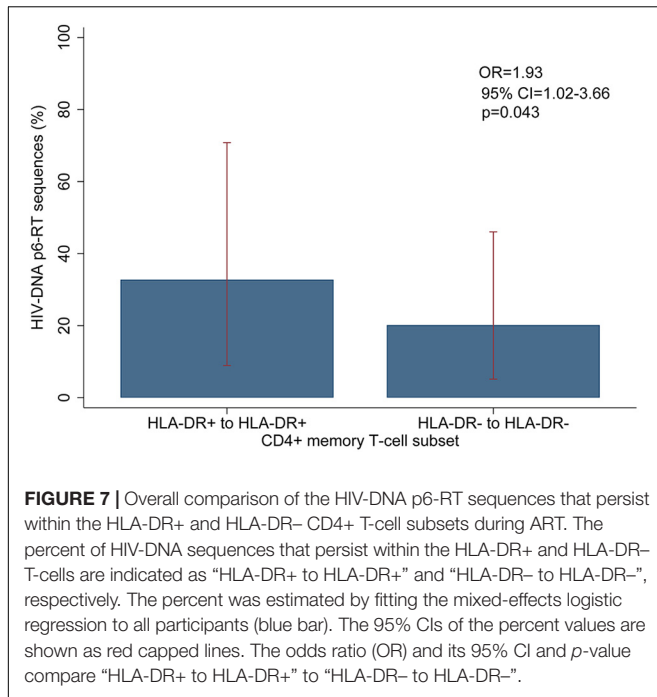 100
80
60
40
20
0
HIV-DNA p6-RT sequences (%)
OR=1.93
95% CI=1.02-3.66
p=0.043
HLA-DR+ to HLA-DR+
HLA-DR- to HLA-DR-
CD4+ memory T-cell subset
FIGURE 7 | Overall comparison of the HIV-DNA p6-RT sequences that persist
within the HLA-DR+ and HLA-DR– CD4+ T-cell subsets during ART. The
percent of HIV-DNA sequences that persist within the HLA-DR+ and HLA-DR–
T-cells are indicated as “HLA-DR+ to HLA-DR+” and “HLA-DR– to HLA-DR–”,
respectively. The percent was estimated by fitting the mixed-effects logistic
regression to all participants (blue bar). The 95% CIs of the percent values are
shown as red capped lines. The odds ratio (OR) and its 95% CI and p-value
compare “HLA-DR+ to HLA-DR+” to “HLA-DR– to HLA-DR–”.